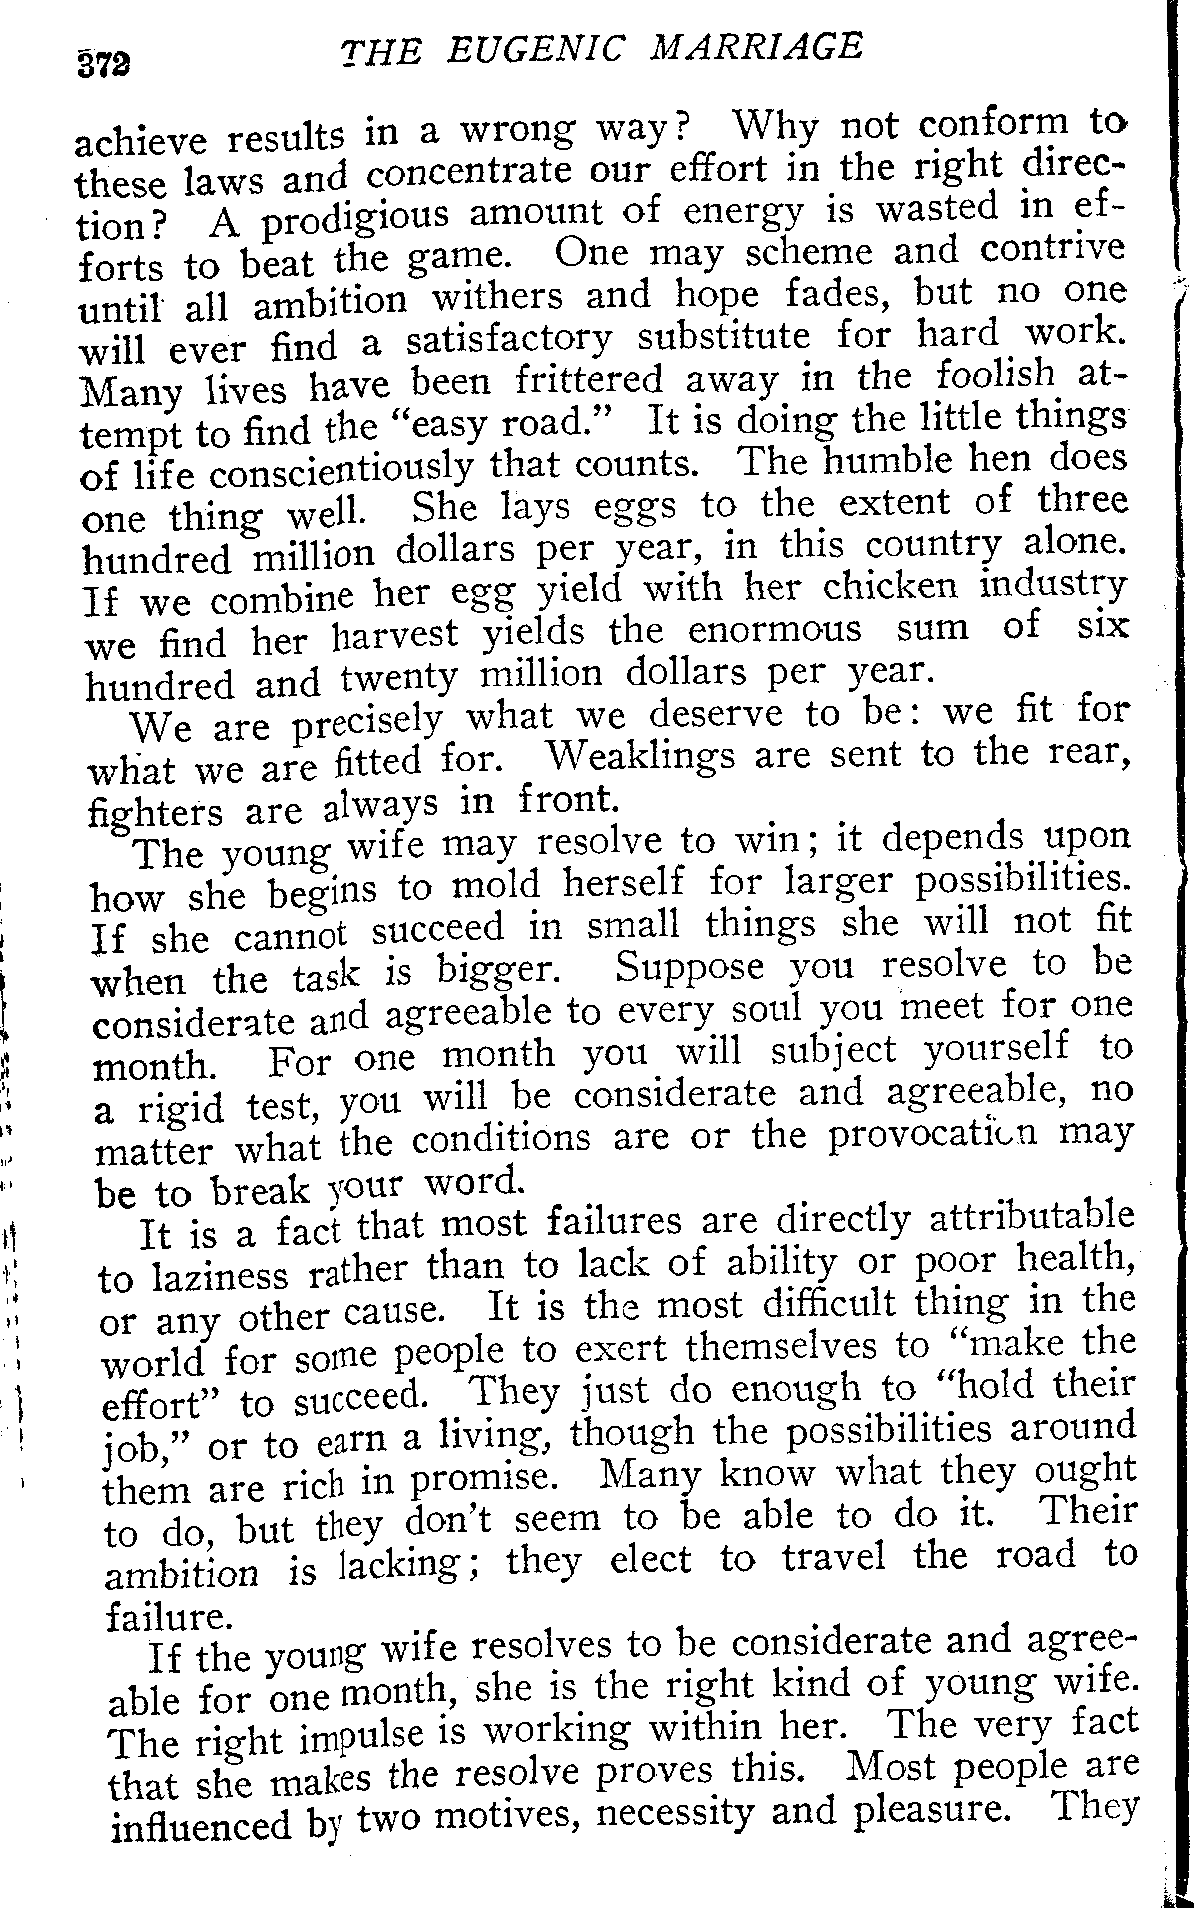 372 THE EUGENIC MARRIAGE
achieve results in a wrong way? Why not conform to
these laws and concentrate our effort in the right direc-
tion? A prodigious amount of energy is wasted in ef-
forts to beat the game. One may scheme and contrive
until all ambition withers and hope fades, but no one
will ever find a satisfactory substitute for hard work.
Many lives have been frittered away in the foolish at-
tempt to find the "easy road." It is doing the little things
of life conscientiously that counts. The humble hen does
one thing well. She lays eggs to the extent of three
hundred million dollars per year, in this country alone.
If we combine her egg yield with her chicken industry
we find her harvest yields the enormous sum of six
hundred and twenty million dollars per year.
We are precisely what we deserve to be: we fit for
what we are fitted for. Weaklings are sent to the rear,
fighters are always in front.
The young wife may resolve to win; it depends upon
how she begins to mold herself for larger possibilities.
If she cannot succeed in small things she will not fit
when the task is bigger. Suppose you resolve to be
considerate and agreeable to every soul you meet for one
month. For one month you will subject yourself to
a rigid test, you will be considerate and agreeable, no
matter what the conditions are or the provocation may
be to break your word.
It is a fact that most failures are directly attributable
to laziness rather than to lack of ability or poor health,
or any other cause. It is the most difficult thing in the
world for some people to exert themselves to "make the
effort" to succeed. They just do enough to "hold their
job," or to earn a living, though the possibilities around
them are rich in promise. Many know what they ought
to do, but they don't seem to be able to do it. Their
ambition is lacking; they elect to travel the road to
failure.
If the young wife resolves to be considerate and agree-
able for one month, she is the right kind of young wife.
The right impulse is working within her. The very fact
that she makes the resolve proves this. Most people are
influenced by two motives, necessity and pleasure. They